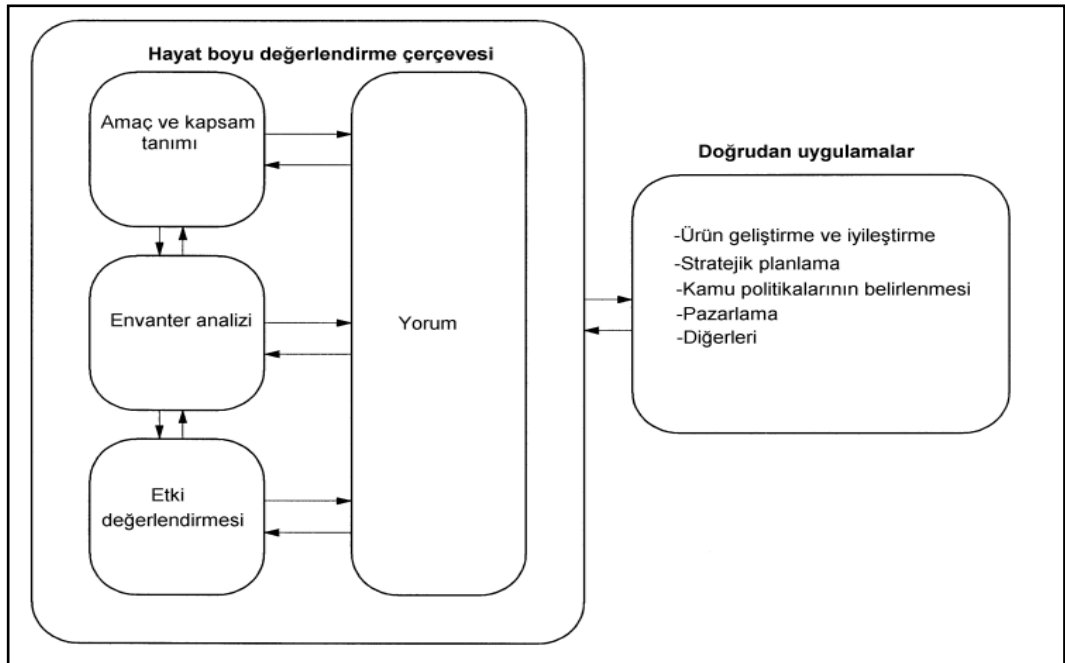 Hayat boyu değerlendirme çerçevesi
Amaç ve kapsam
tanımı
Envanter analizi
Etki
değerlendirmesi
Yorum
Doğrudan uygulamalar
-Ürün geliştirme ve iyileştirme
-Stratejik planlama
-Kamu politikalarının belirlenmesi
-Pazarlama
-Diğerleri